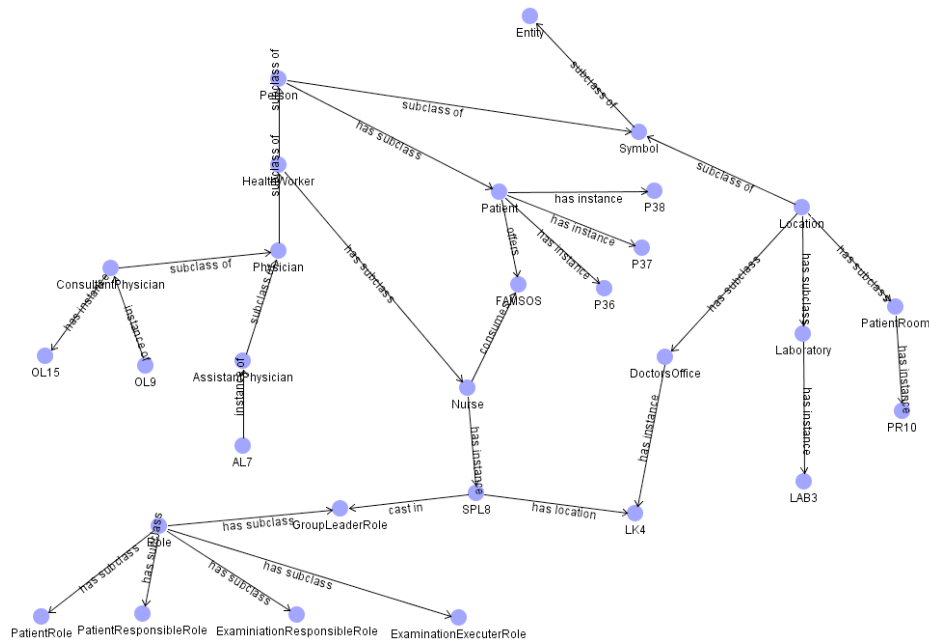 Entity
subclass of
subclass of
Person
subclass of
Symbol
has subclass
subclass of
subclass of
HealthWorker
Patient
has instance
P38
has instance
P37
has instance
P36
offers
FAMSOS
Location
has subclass
has subclass
has subclass
subclass of
Physician
subclass of
ConsultantPhysician
has instance
instance of
subclass of
has Subclass
consumes
OL15
OL9
AssistantPhysician
instance of
AL7
Nurse
has instance
DoctorsOffice
has instance
Laboratory
has instance
PatientRoom
has instance
PR10
LAB3
SPL8
cast in
has location
LK4
GroupLeaderRole
has subclass
Role
has subclass
has subclass
has subclass
has subclass
PatientRole
PatientResponsibleRole
ExaminiationResponsibleRole
ExaminationExecuterRole